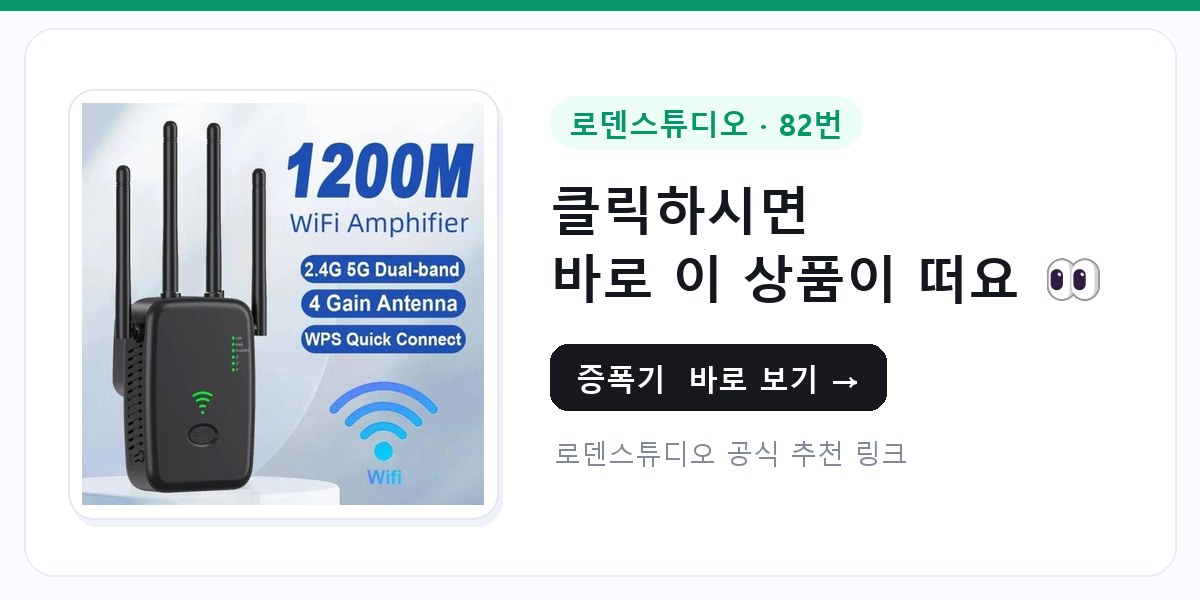 로덴스튜디오 · 82번
클릭하시면
바로 이 상품이 떠요 👀
증폭기 바로 보기 →
로덴스튜디오 공식 추천 링크
1200M
WiFi Amphifier
2.4G 5G Dual-band
4 Gain Antenna
WPS Quick Connect
Wifi